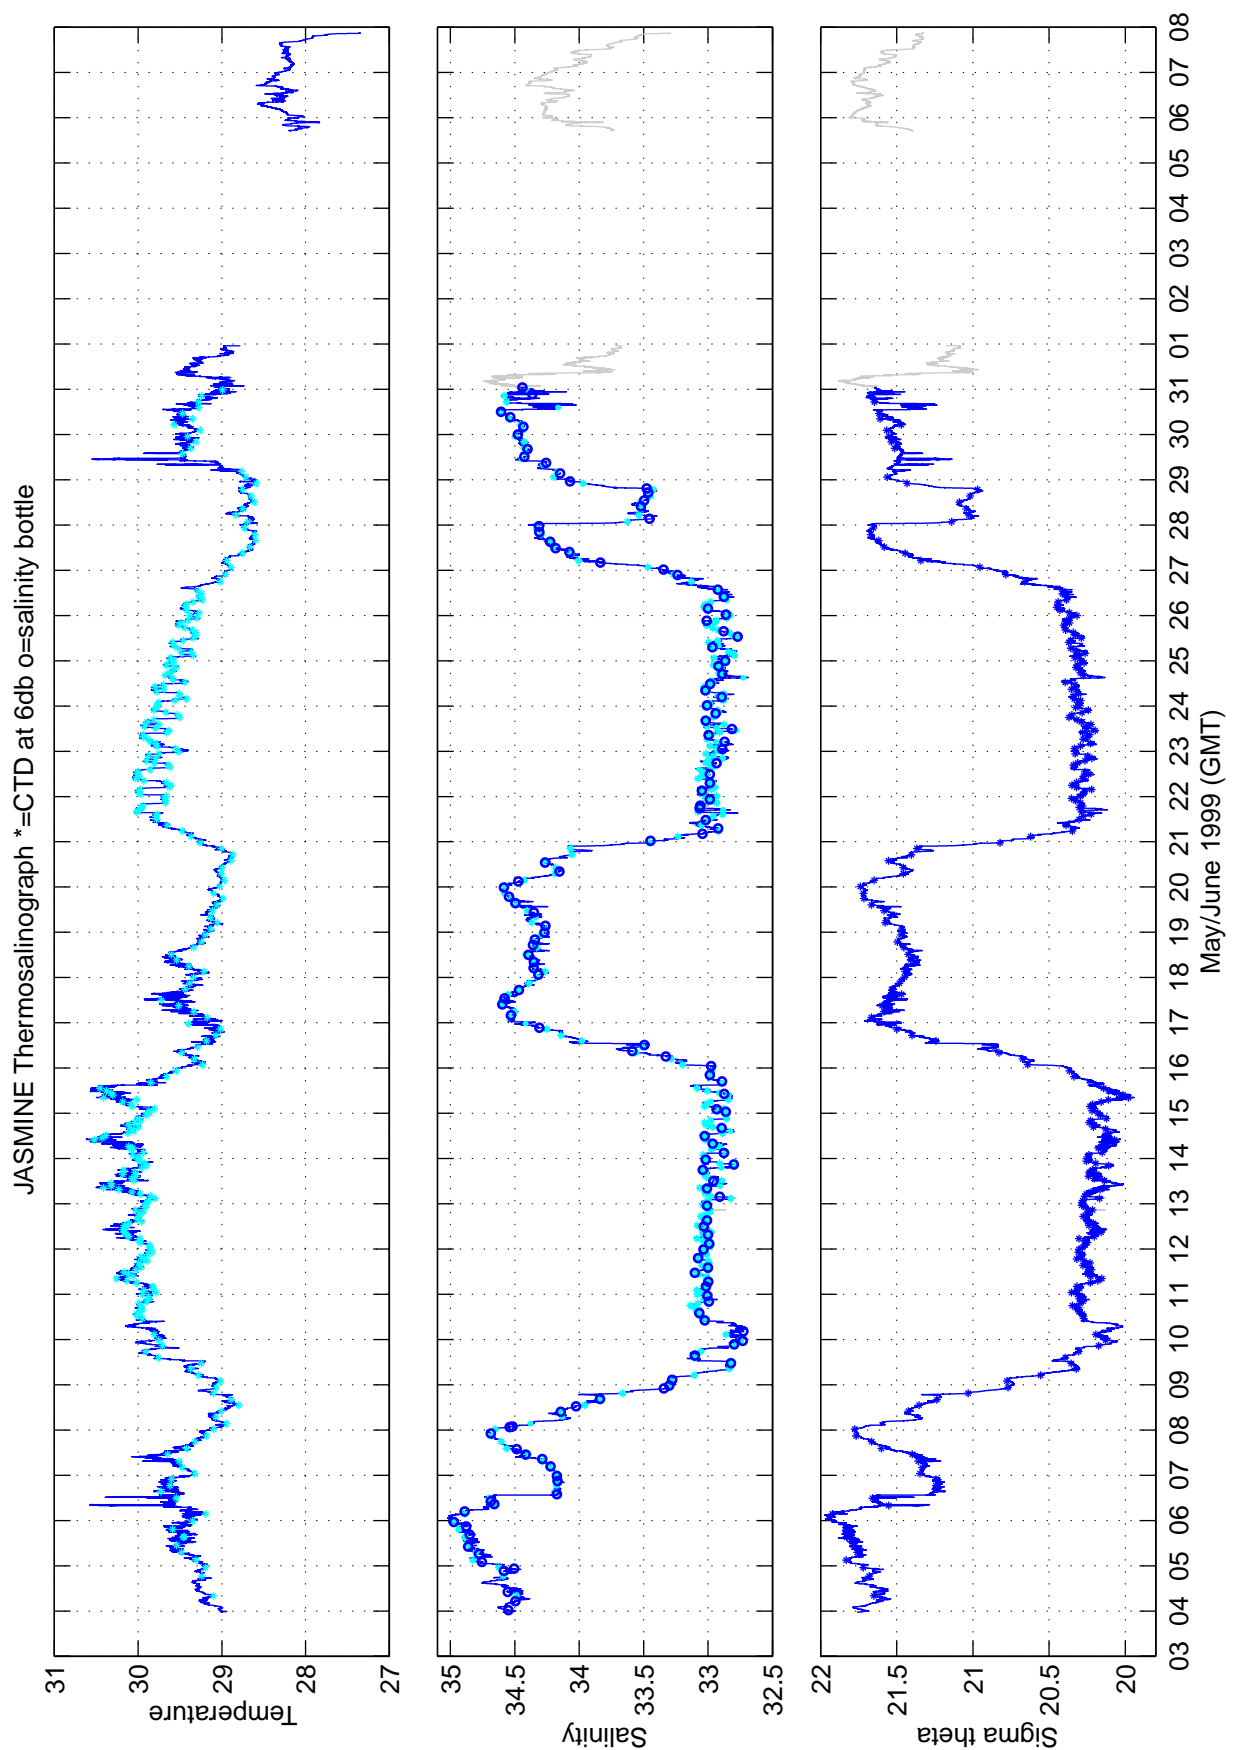 JASMINE Thermosalinograph *=CTD at 6db o=salinity bottle
31
30
29
28
27
Temperature
35
34.5
34
33.5
33
32.5
Salinity
22
21.5
21
20.5
20
Sigma theta
03 04 05 06 07 08 09 10 11 12 13 14 15 16 17 18 19 20 21 22 23 24 25 26 27 28 29 30 31 01 02 03 04 05 06 07 08
May/June 1999 (GMT)